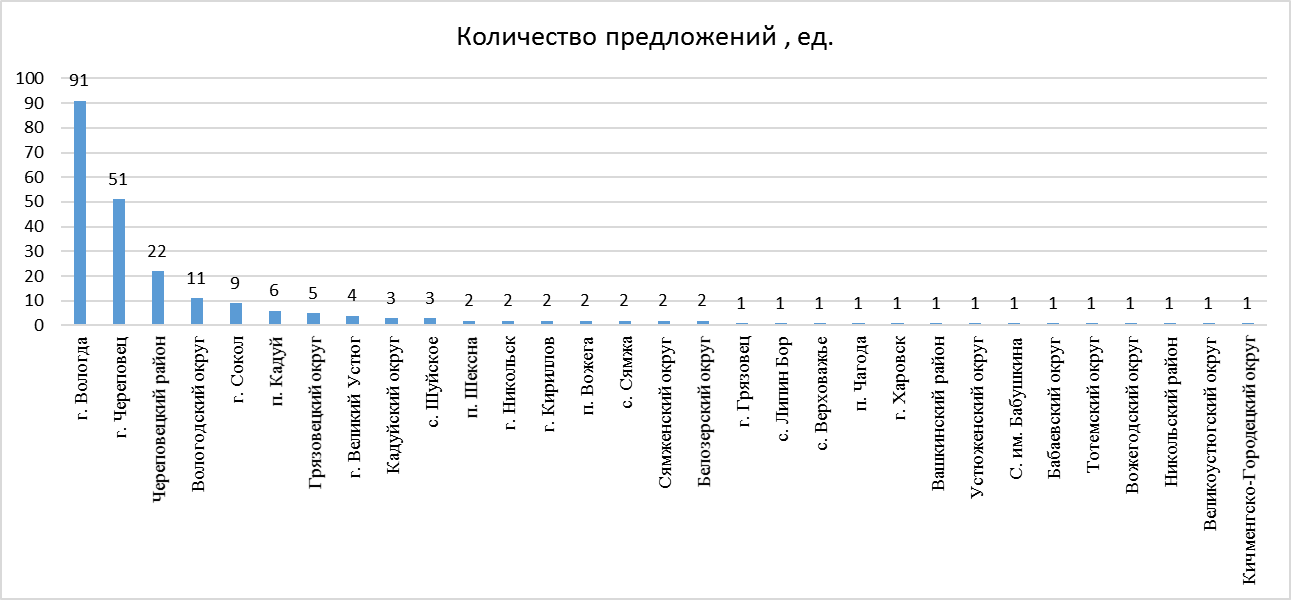 Количество предложений , ед.
100
90
80
70
60
50
40
30
20
10
0
91
51
22
11
9
6
5
4
3
3
2
2
2
2
2
2
2
1
1
1
1
1
1
1
1
1
1
1
1
1
1
г. Вологда
г. Череповец
Череповецкий район
Вологодский округ
г. Сокол
п. Кадуй
Грязовецкий округ
г. Великий Устюг
Кадуйский округ
с. Шуйское
п. Шексна
г. Никольск
г. Кириллов
п. Вожега
с. Сямжа
Сямженский округ
Белозерский округ
г. Грязовец
с. Липин Бор
с. Верховажье
п. Чагода
г. Харовск
Вашкинский район
Устюженский округ
С. им. Бабушкина
Бабаевский округ
Тотемский округ
Вожегодский округ
Никольский район
Великоустюгский округ
Кичменгско-Городецкий округ